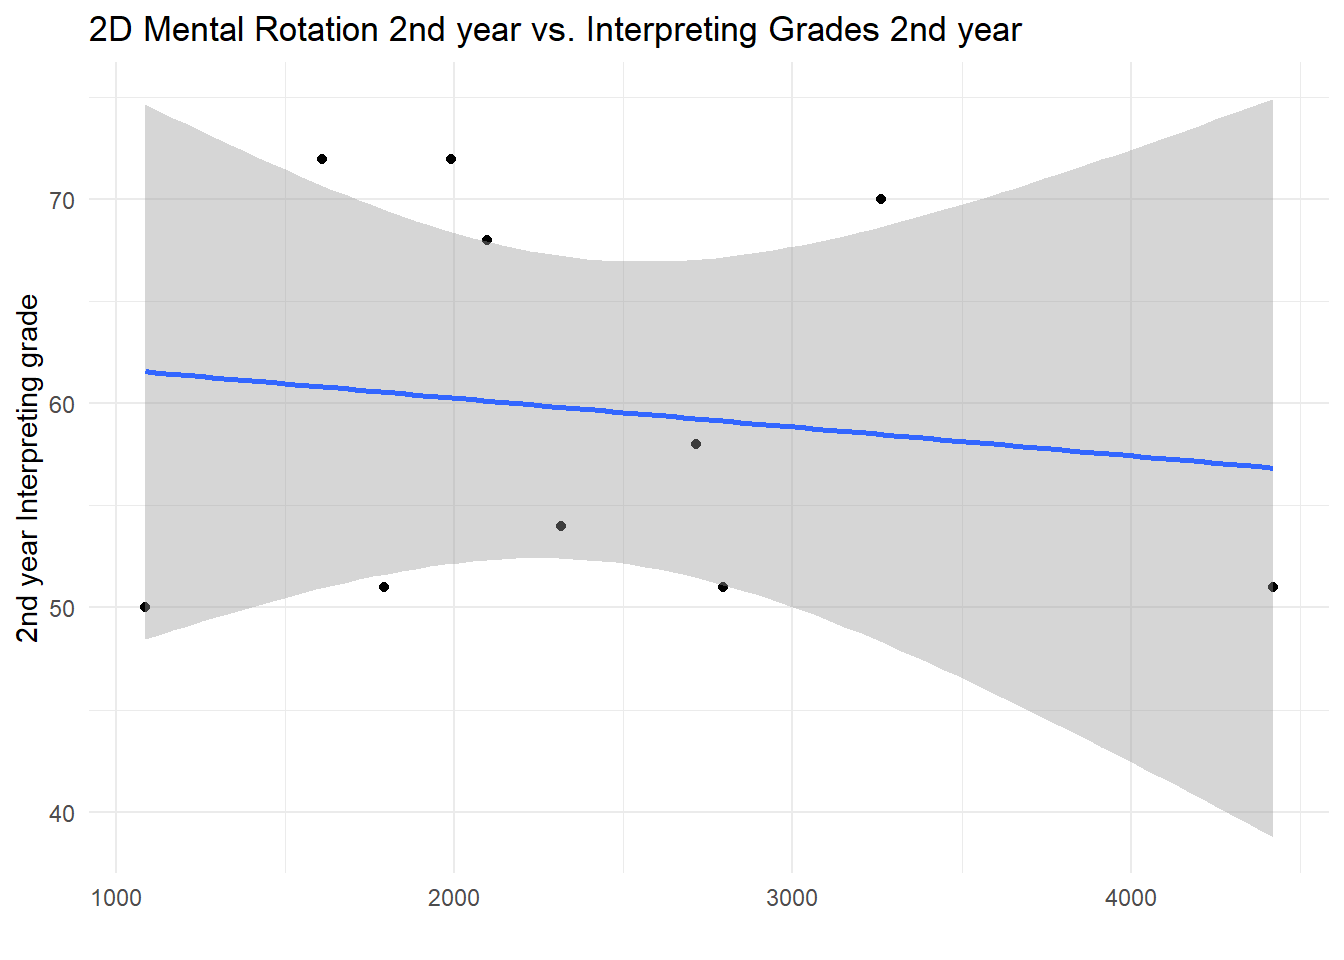 2D Mental Rotation 2nd year vs. Interpreting Grades 2nd year
2nd year Interpreting grade
70
60
50
40
1000 2000 3000 4000